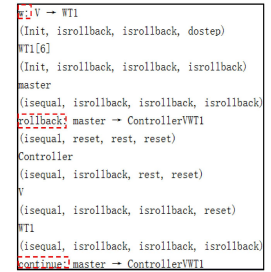 w: V → WT1
(Init, isrollback, isrollback, dostep)
WT1[6]
(Init, isrollback, isrollback, isrollback)
master
(isequal, isrollback, isrollback, isrollback)
rollback: master → ControllerVWT1
(isequal, reset, rest, reset)
Controller
(isequal, isrollback, rest, reset)
V
(isequal, isrollback, isrollback, reset)
WT1
(isequal, isrollback, isrollback, isrollback)
continue: master → ControllerVWT1